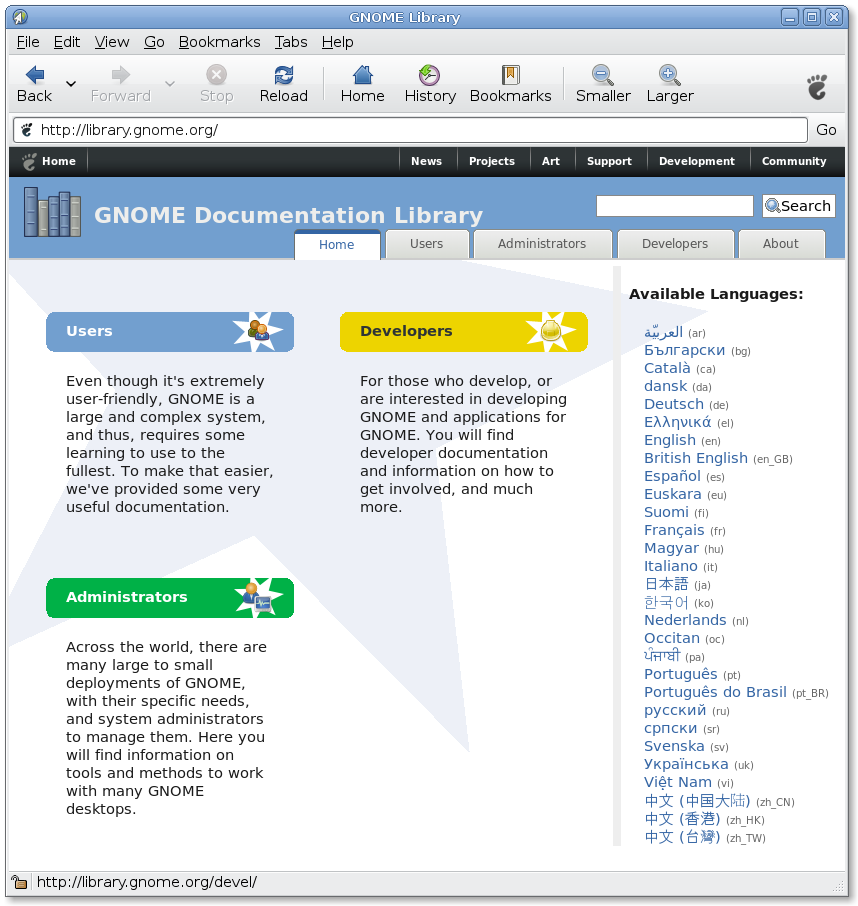 GNOME Library
File Edit View Go Bookmarks Tabs Help
Back Forward Stop Reload Home History Bookmarks Smaller Larger
http://library.gnome.org/ Go
Home News Projects Art Support Development Community
GNOME Documentation Library Search
Home Users Administrators Developers About
Users
Even though it's extremely
user-friendly, GNOME is a
large and complex system,
and thus, requires some
learning to use to the
fullest. To make that easier,
we've provided some very
useful documentation.
Developers
For those who develop, or
are interested in developing
GNOME and applications for
GNOME. You will find
developer documentation
and information on how to
get involved, and much
more.
Administrators
Across the world, there are
many large to small
deployments of GNOME,
with their specific needs,
and system administrators
to manage them. Here you
will find information on
tools and methods to work
with many GNOME
desktops.
Available Languages:
العربيّة (ar)
Български (bg)
Català (ca)
dansk (da)
Deutsch (de)
Ελληνικά (el)
English (en)
British English (en_GB)
Español (es)
Euskara (eu)
Suomi (fi)
Français (fr)
Magyar (hu)
Italiano (it)
日本語 (ja)
한국어 (ko)
Nederlands (nl)
Occitan (oc)
ਪੰਜਾਬੀ (pa)
Português (pt)
Português do Brasil (pt_BR)
русский (ru)
српски (sr)
Svenska (sv)
Українська (uk)
Việt Nam (vi)
中文 (中国大陆) (zh_CN)
中文 (香港) (zh_HK)
中文 (台灣) (zh_TW)
http://library.gnome.org/devel/